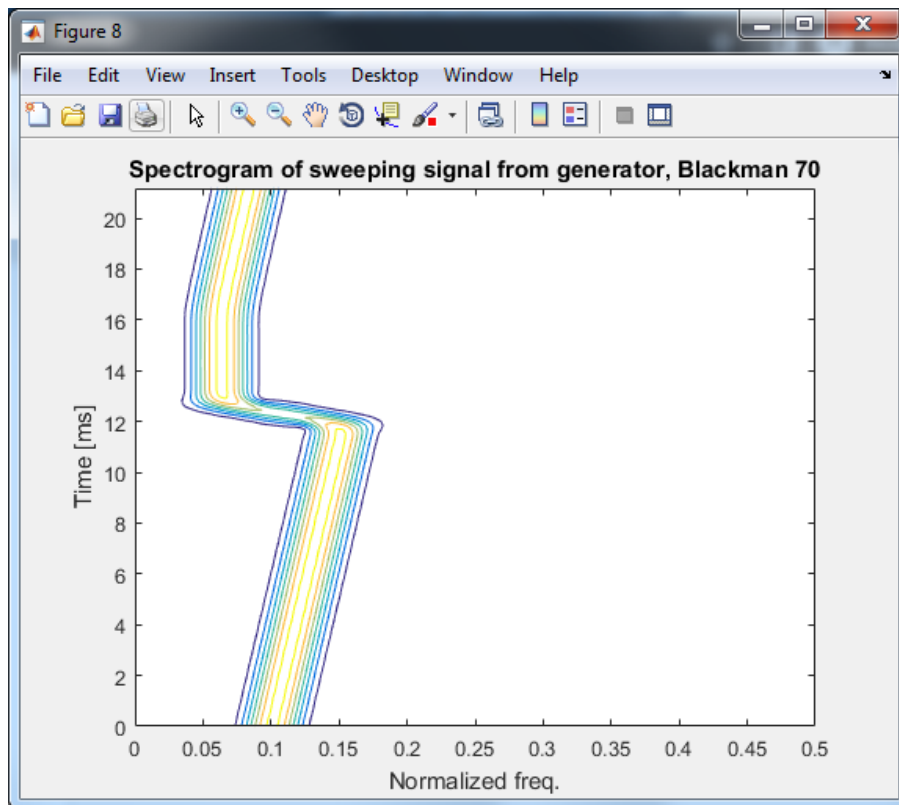 Figure 8
File Edit View Insert Tools Desktop Window Help
Spectrogram of sweeping signal from generator, Blackman 70
20
18
16
14
12
10
8
6
4
2
0
Time [ms]
0 0.05 0.1 0.15 0.2 0.25 0.3 0.35 0.4 0.45 0.5
Normalized freq.